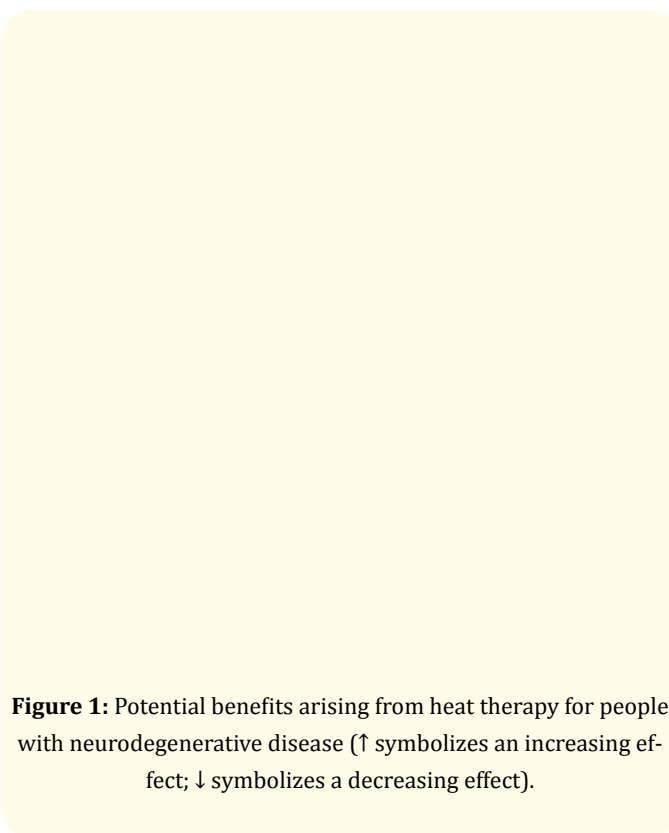 Figure 1: Potential benefits arising from heat therapy for people
with neurodegenerative disease (↑ symbolizes an increasing ef-
fect; ↓ symbolizes a decreasing effect).